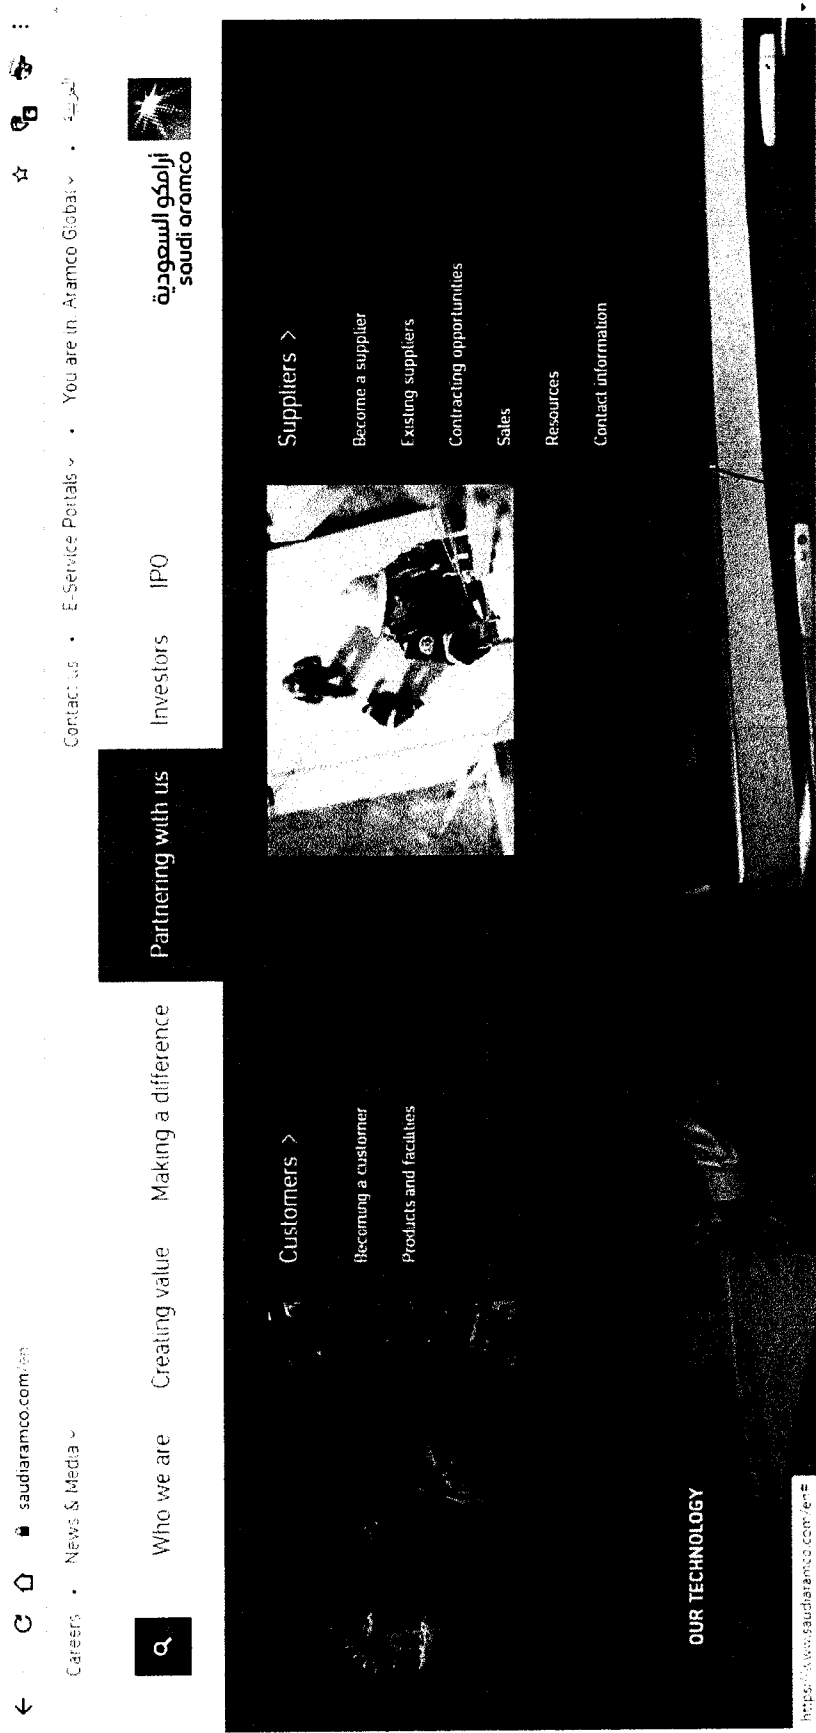 saudiaramco.com/en
Careers • News & Media
Contact us • E-Service Portals • You are in: Aramco Global • العربية
Who we are Creating value Making a difference Partnering with us Investors IPO
أرامكو السعودية
saudi aramco
Customers >
Becoming a customer
Products and facilities
Suppliers >
Become a supplier
Existing suppliers
Contracting opportunities
Sales
Resources
Contact information
OUR TECHNOLOGY
https://www.saudiaramco.com/en#